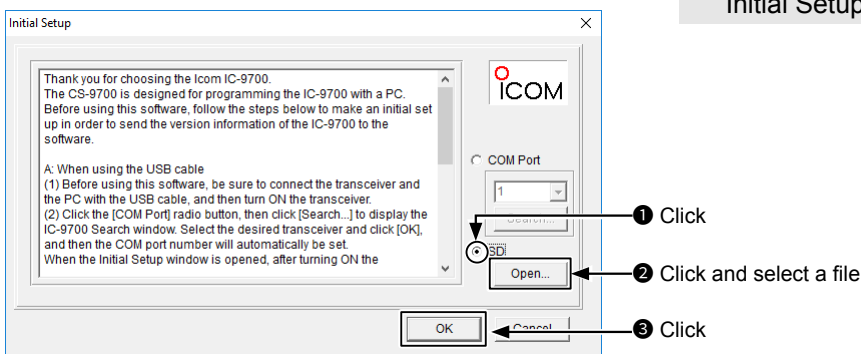 Initial Setup
Initial Setup
Thank you for choosing the Icom IC-9700.
The CS-9700 is designed for programming the IC-9700 with a PC.
Before using this software, follow the steps below to make an initial set
up in order to send the version information of the IC-9700 to the
software.
A: When using the USB cable
(1) Before using this software, be sure to connect the transceiver and
the PC with the USB cable, and then turn ON the transceiver.
(2) Click the [COM Port] radio button, then click [Search...] to display the
IC-9700 Search window. Select the desired transceiver and click [OK],
and then the COM port number will automatically be set.
When the Initial Setup window is opened, after turning ON the
ICOM
COM Port
1
Search...
❶ Click
SD
Open...
❷ Click and select a file
OK
Cancel
❸ Click